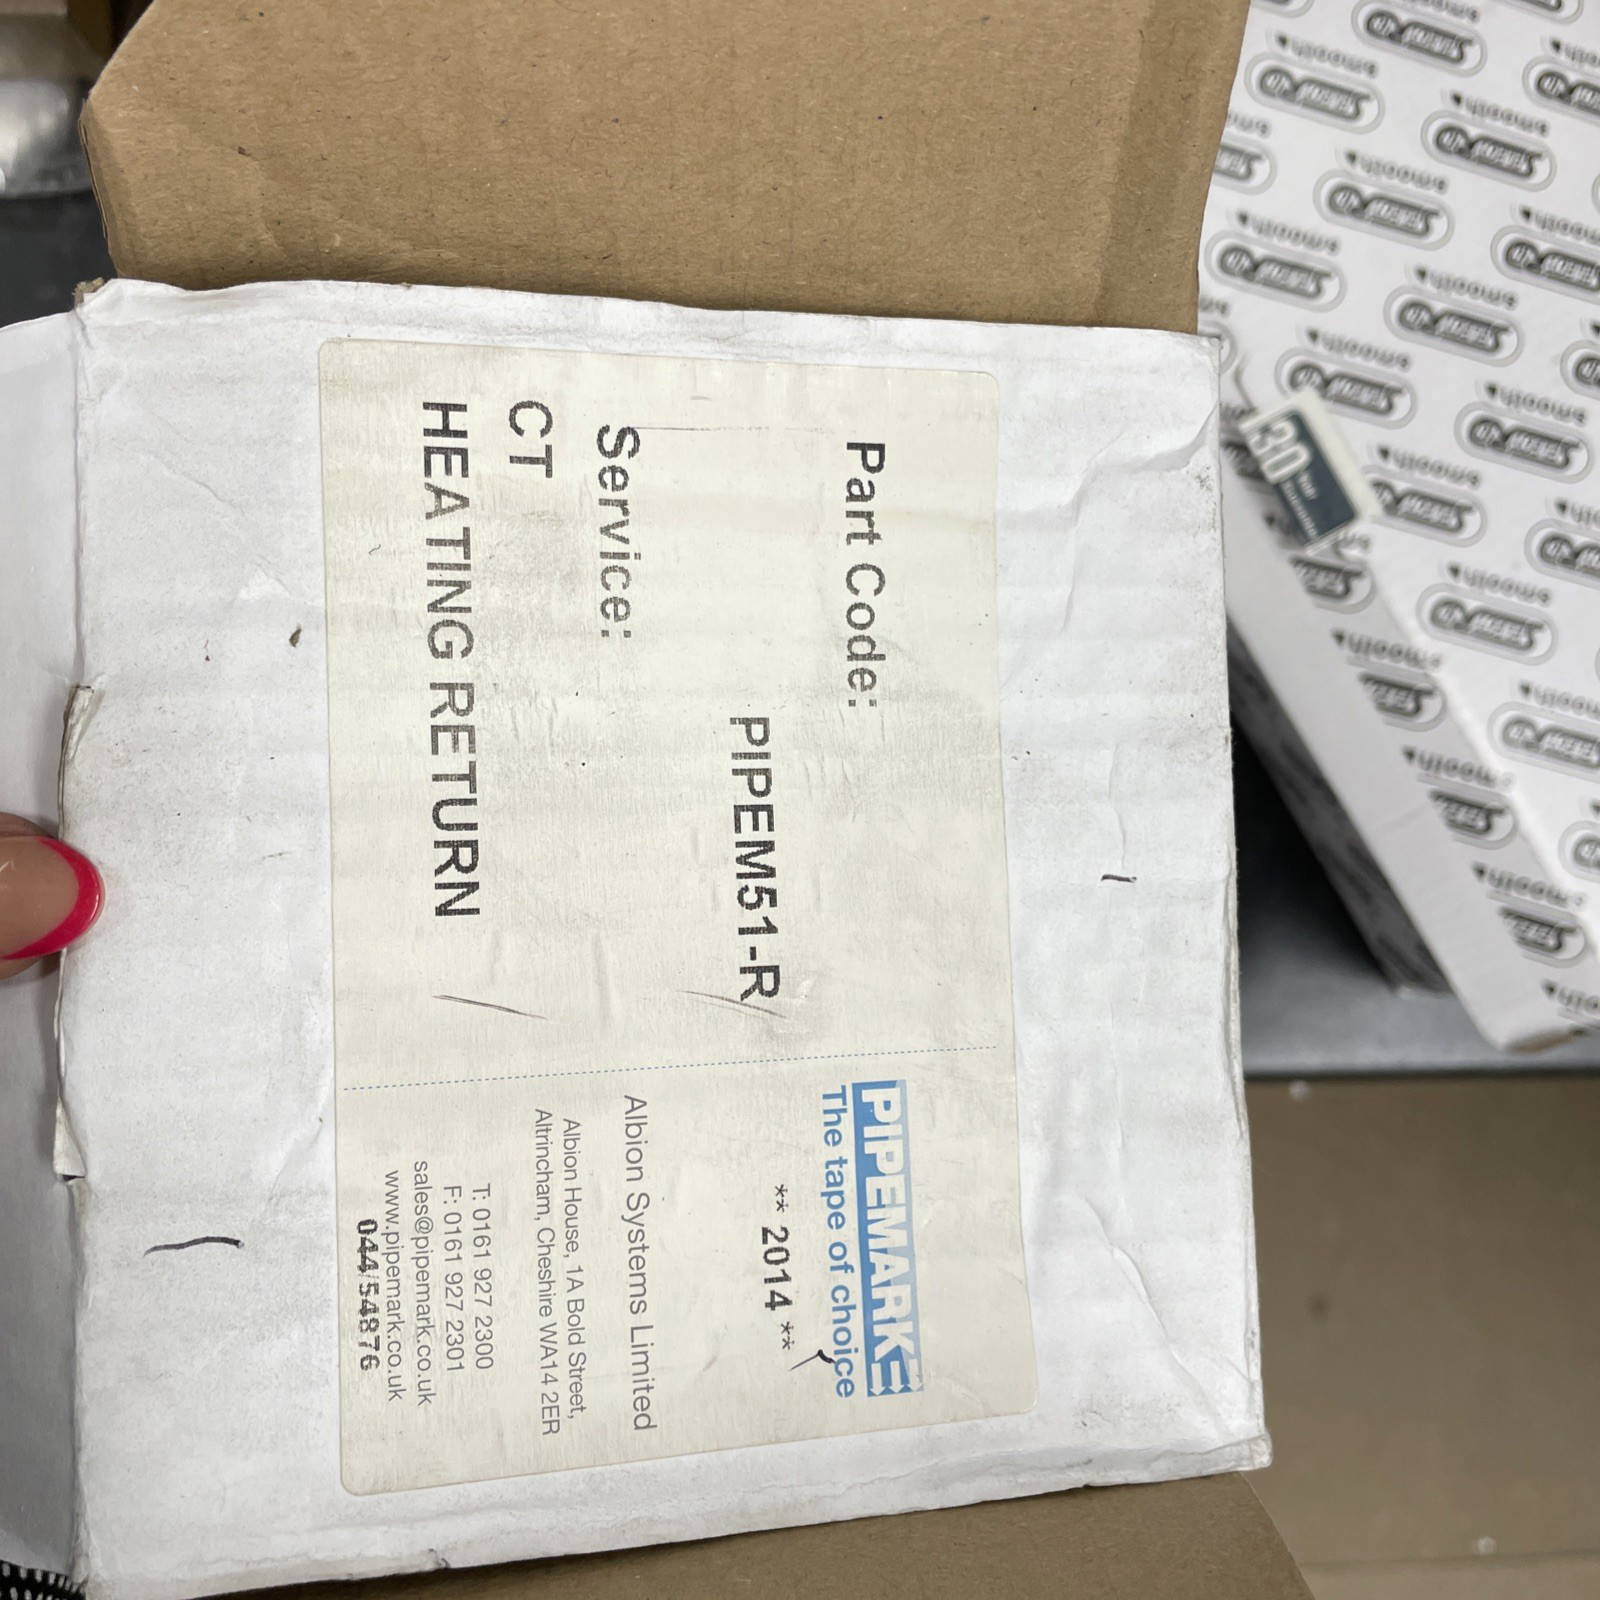 Part Code:
PIPEM51-R
Service:
CT
HEATING RETURN
PIPEMARK
The tape of choice
** 2014 **
Albion Systems Limited
Albion House, 1A Bold Street,
Altrincham, Cheshire WA14 2ER
T: 0161 927 2300
F: 0161 927 2301
sales@pipemark.co.uk
www.pipemark.co.uk
044/54876
30
smooth